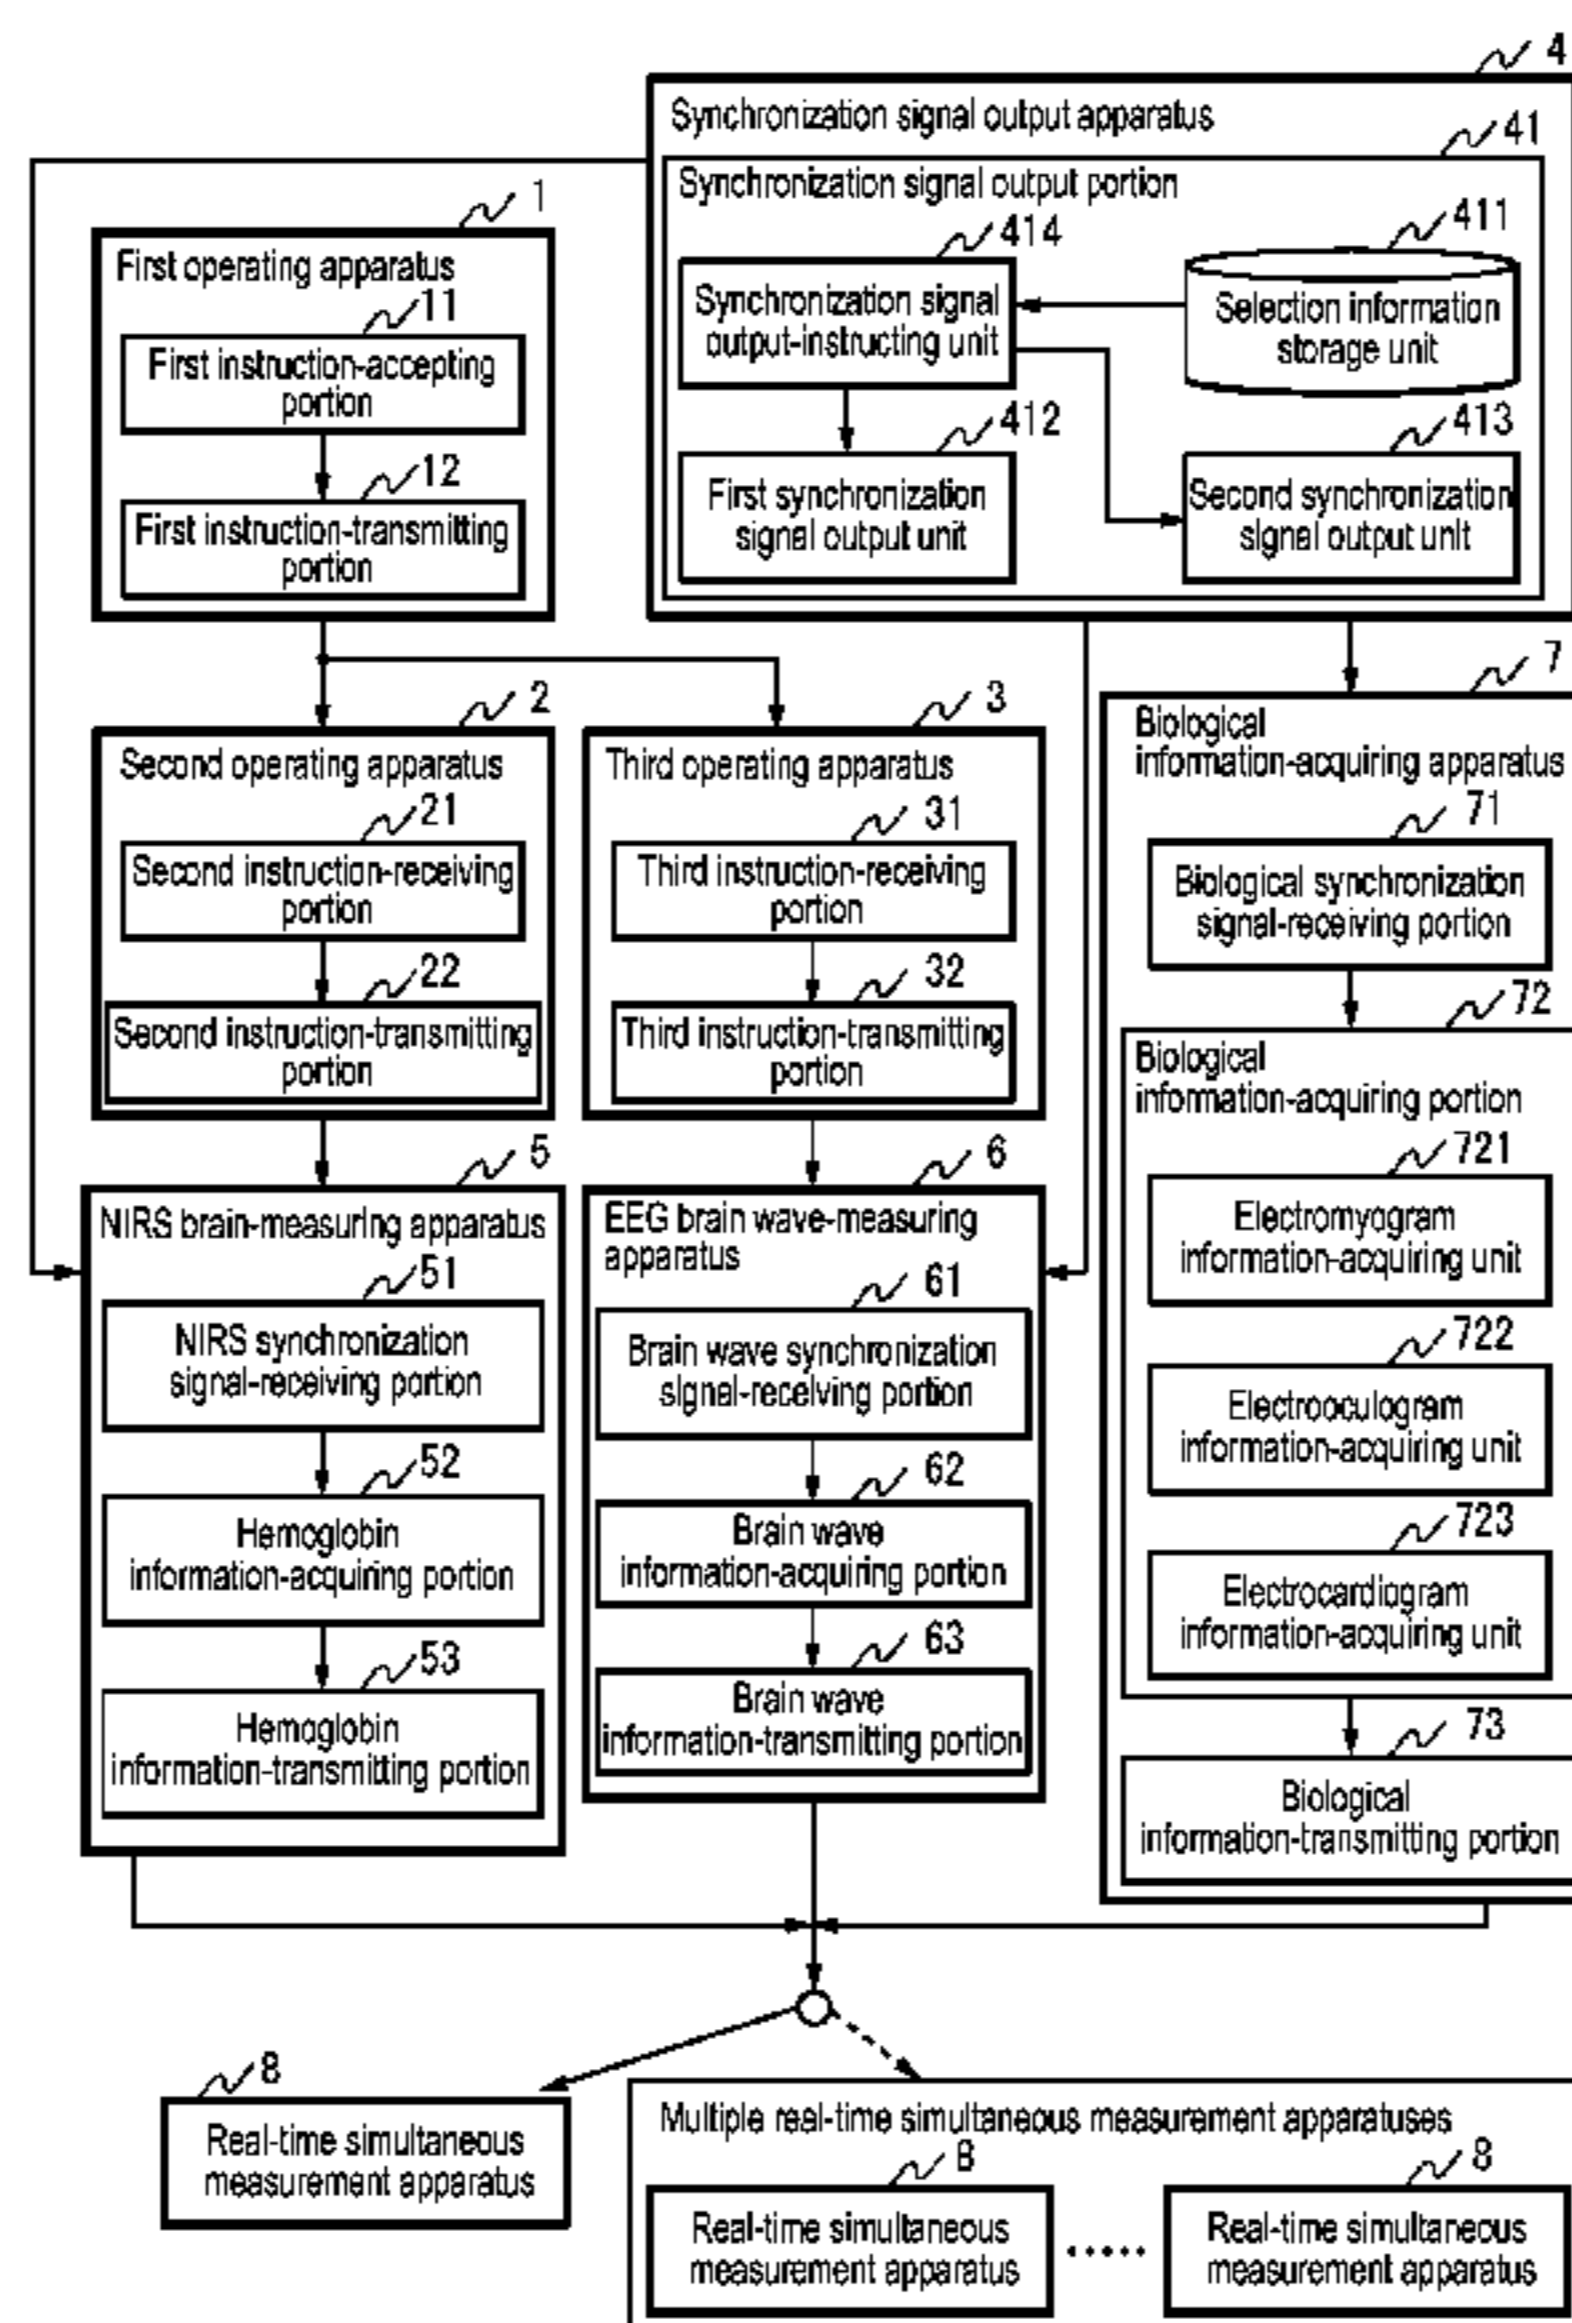 4
Synchronization signal output apparatus
41
Synchronization signal output portion
414
411
Synchronization signal
output-instructing unit
Selection information
storage unit
412
413
First synchronization
signal output unit
Second synchronization
signal output unit
1
First operating apparatus
11
First instruction-accepting
portion
12
First instruction-transmitting
portion
2
Second operating apparatus
21
Second instruction-receiving
portion
22
Second instruction-transmitting
portion
3
Third operating apparatus
31
Third instruction-receiving
portion
32
Third instruction-transmitting
portion
7
Biological
information-acquiring apparatus
71
Biological synchronization
signal-receiving portion
72
Biological
information-acquiring portion
721
Electromyogram
information-acquiring unit
722
Electrooculogram
information-acquiring unit
723
Electrocardiogram
information-acquiring unit
73
Biological
information-transmitting portion
5
NIRS brain-measuring apparatus
51
NIRS synchronization
signal-receiving portion
52
Hemoglobin
information-acquiring portion
53
Hemoglobin
information-transmitting portion
6
EEG brain wave-measuring
apparatus
61
Brain wave synchronization
signal-receiving portion
62
Brain wave
information-acquiring portion
63
Brain wave
information-transmitting portion
8
Real-time simultaneous
measurement apparatus
Multiple real-time simultaneous measurement apparatuses
8
Real-time simultaneous
measurement apparatus
.....
8
Real-time simultaneous
measurement apparatus